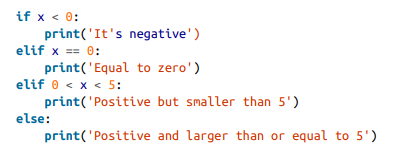 if x < 0:
    print('It's negative')
elif x == 0:
    print('Equal to zero')
elif 0 < x < 5:
    print('Positive but smaller than 5')
else:
    print('Positive and larger than or equal to 5')